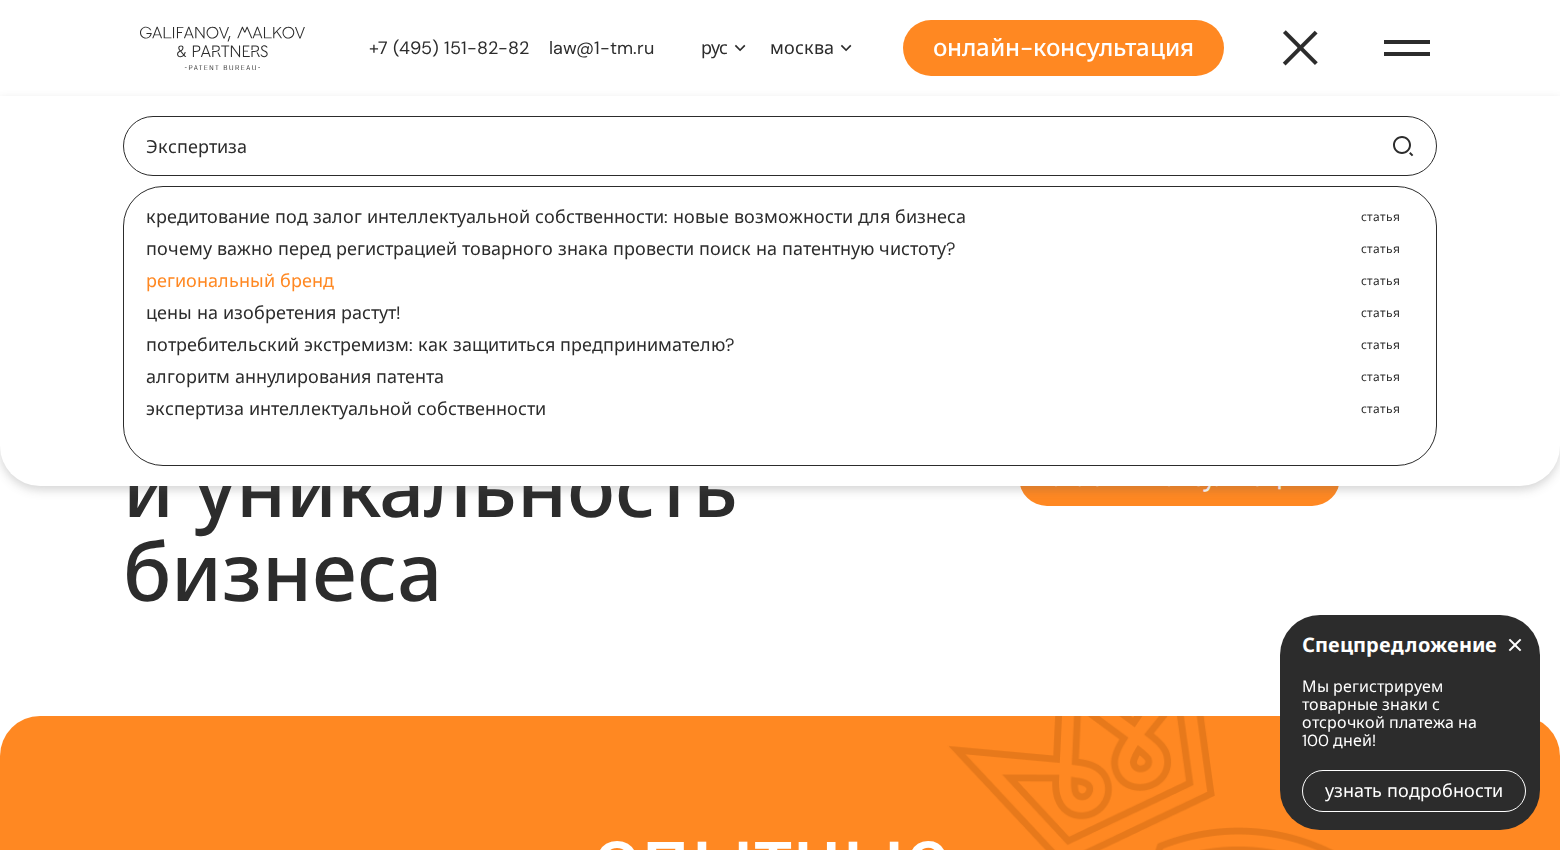 GALIFANOV, MALKOV
& PARTNERS
-PATENT BUREAU-
+7 (495) 151-82-82 law@1-tm.ru
рус
москва
онлайн-консультация
Экспертиза
кредитование под залог интеллектуальной собственности: новые возможности для бизнеса статья
почему важно перед регистрацией товарного знака провести поиск на патентную чистоту? статья
региональный бренд статья
цены на изобретения растут! статья
потребительский экстремизм: как защититься предпринимателю? статья
алгоритм аннулирования патента статья
экспертиза интеллектуальной собственности статья
и уникальность
бизнеса
Спецпредложение
Мы регистрируем
товарные знаки с
отсрочкой платежа на
100 дней!
узнать подробности
опытные